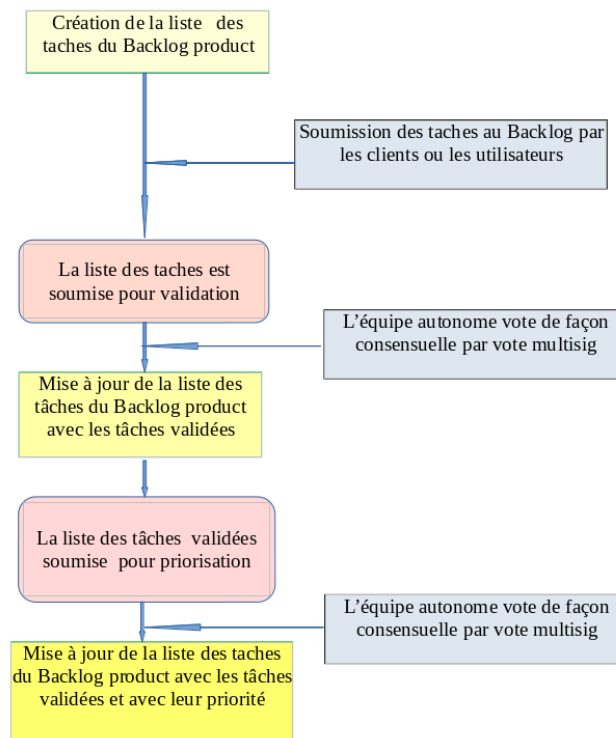 Création de la liste des
taches du Backlog product
Soumission des taches au Backlog par
les clients ou les utilisateurs
La liste des taches est
soumise pour validation
L’équipe autonome vote de façon
consensuelle par vote multisig
Mise à jour de la liste des
tâches du Backlog product
avec les tâches validées
La liste des tâches validées
soumise pour priorisation
L’équipe autonome vote de façon
consensuelle par vote multisig
Mise à jour de la liste des taches
du Backlog product avec les tâches
validées et avec leur priorité